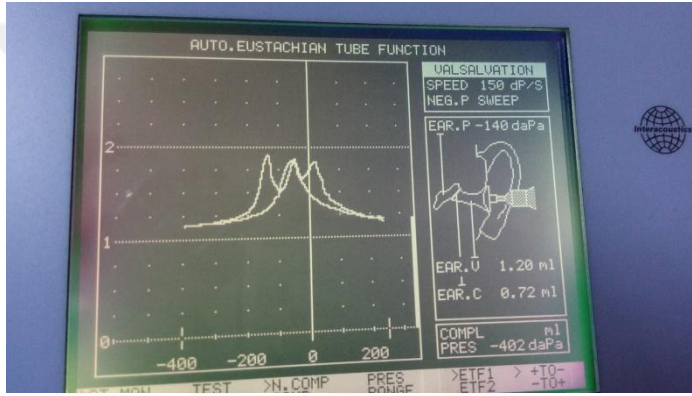 AUTO.EUSTACHIAN TUBE FUNCTION
VALSALVATION
SPEED 150 dP/S
NEG.P SWEEP
EAR.P -140 daPa
Interacoustics
2
1
EAR.V 1.20 ml
EAR.C 0.72 ml
0
COMPL ml
PRES -402 daPa
-400 -200 0 200
TEST >N.COMP PRES >ETF1 > +TO-
RANGE ETF2 -TO+